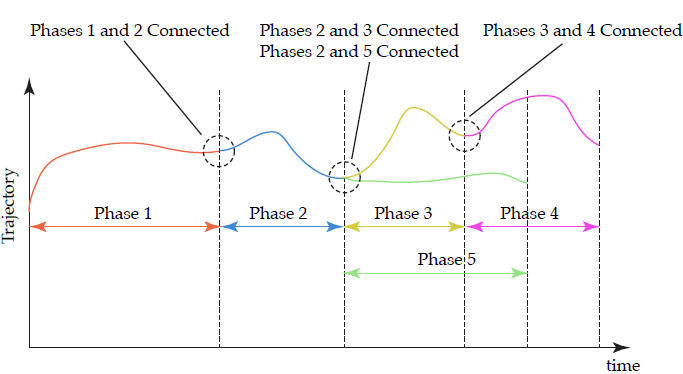 Phases 1 and 2 Connected
Phases 2 and 3 Connected
Phases 2 and 5 Connected
Phases 3 and 4 Connected
Trajectory
Phase 1
Phase 2
Phase 3
Phase 4
Phase 5
time